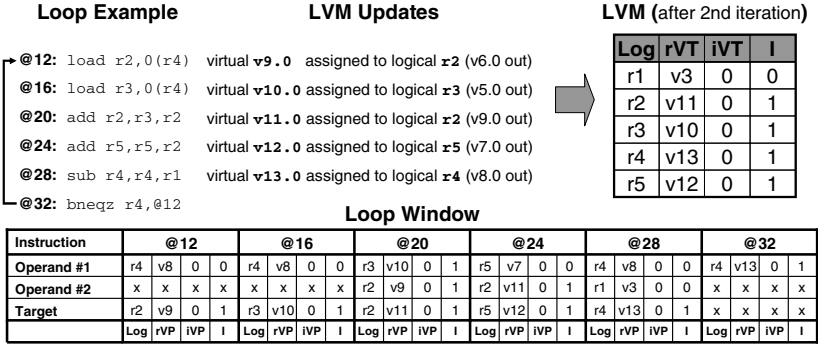 Loop Example LVM Updates LVM (after 2nd iteration)
@12: load r2,0(r4) virtual v9.0 assigned to logical r2 (v6.0 out)
@16: load r3,0(r4) virtual v10.0 assigned to logical r3 (v5.0 out)
@20: add r2,r3,r2 virtual v11.0 assigned to logical r2 (v9.0 out)
@24: add r5,r5,r2 virtual v12.0 assigned to logical r5 (v7.0 out)
@28: sub r4,r4,r1 virtual v13.0 assigned to logical r4 (v8.0 out)
@32: bneqz r4,@12
Log rVT iVT I
r1 v3 0 0
r2 v11 0 1
r3 v10 0 1
r4 v13 0 1
r5 v12 0 1
Loop Window
Instruction @12 @16 @20 @24 @28 @32
Operand #1 r4 v8 0 0 r4 v8 0 0 r3 v10 0 1 r5 v7 0 0 r4 v8 0 0 r4 v13 0 1
Operand #2 x x x x x x x x r2 v9 0 1 r2 v11 0 1 r1 v3 0 0 x x x x
Target r2 v9 0 1 r3 v10 0 1 r2 v11 0 1 r5 v12 0 1 r4 v13 0 1 x x x x
Log rVP iVP I Log rVP iVP I Log rVP iVP I Log rVP iVP I Log rVP iVP I Log rVP iVP I